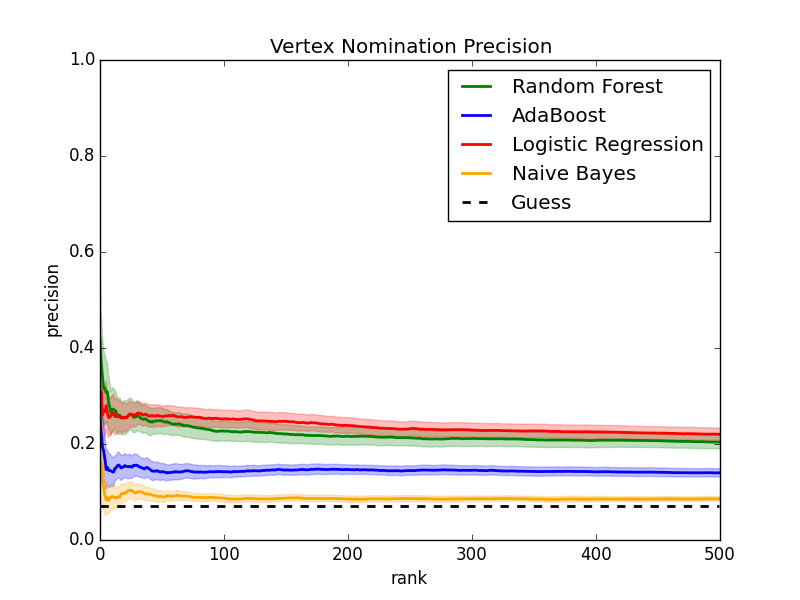 Vertex Nomination Precision
1.0
0.8
0.6
0.4
0.2
0.0
precision
Random Forest
AdaBoost
Logistic Regression
Naive Bayes
Guess
0 100 200 300 400 500
rank